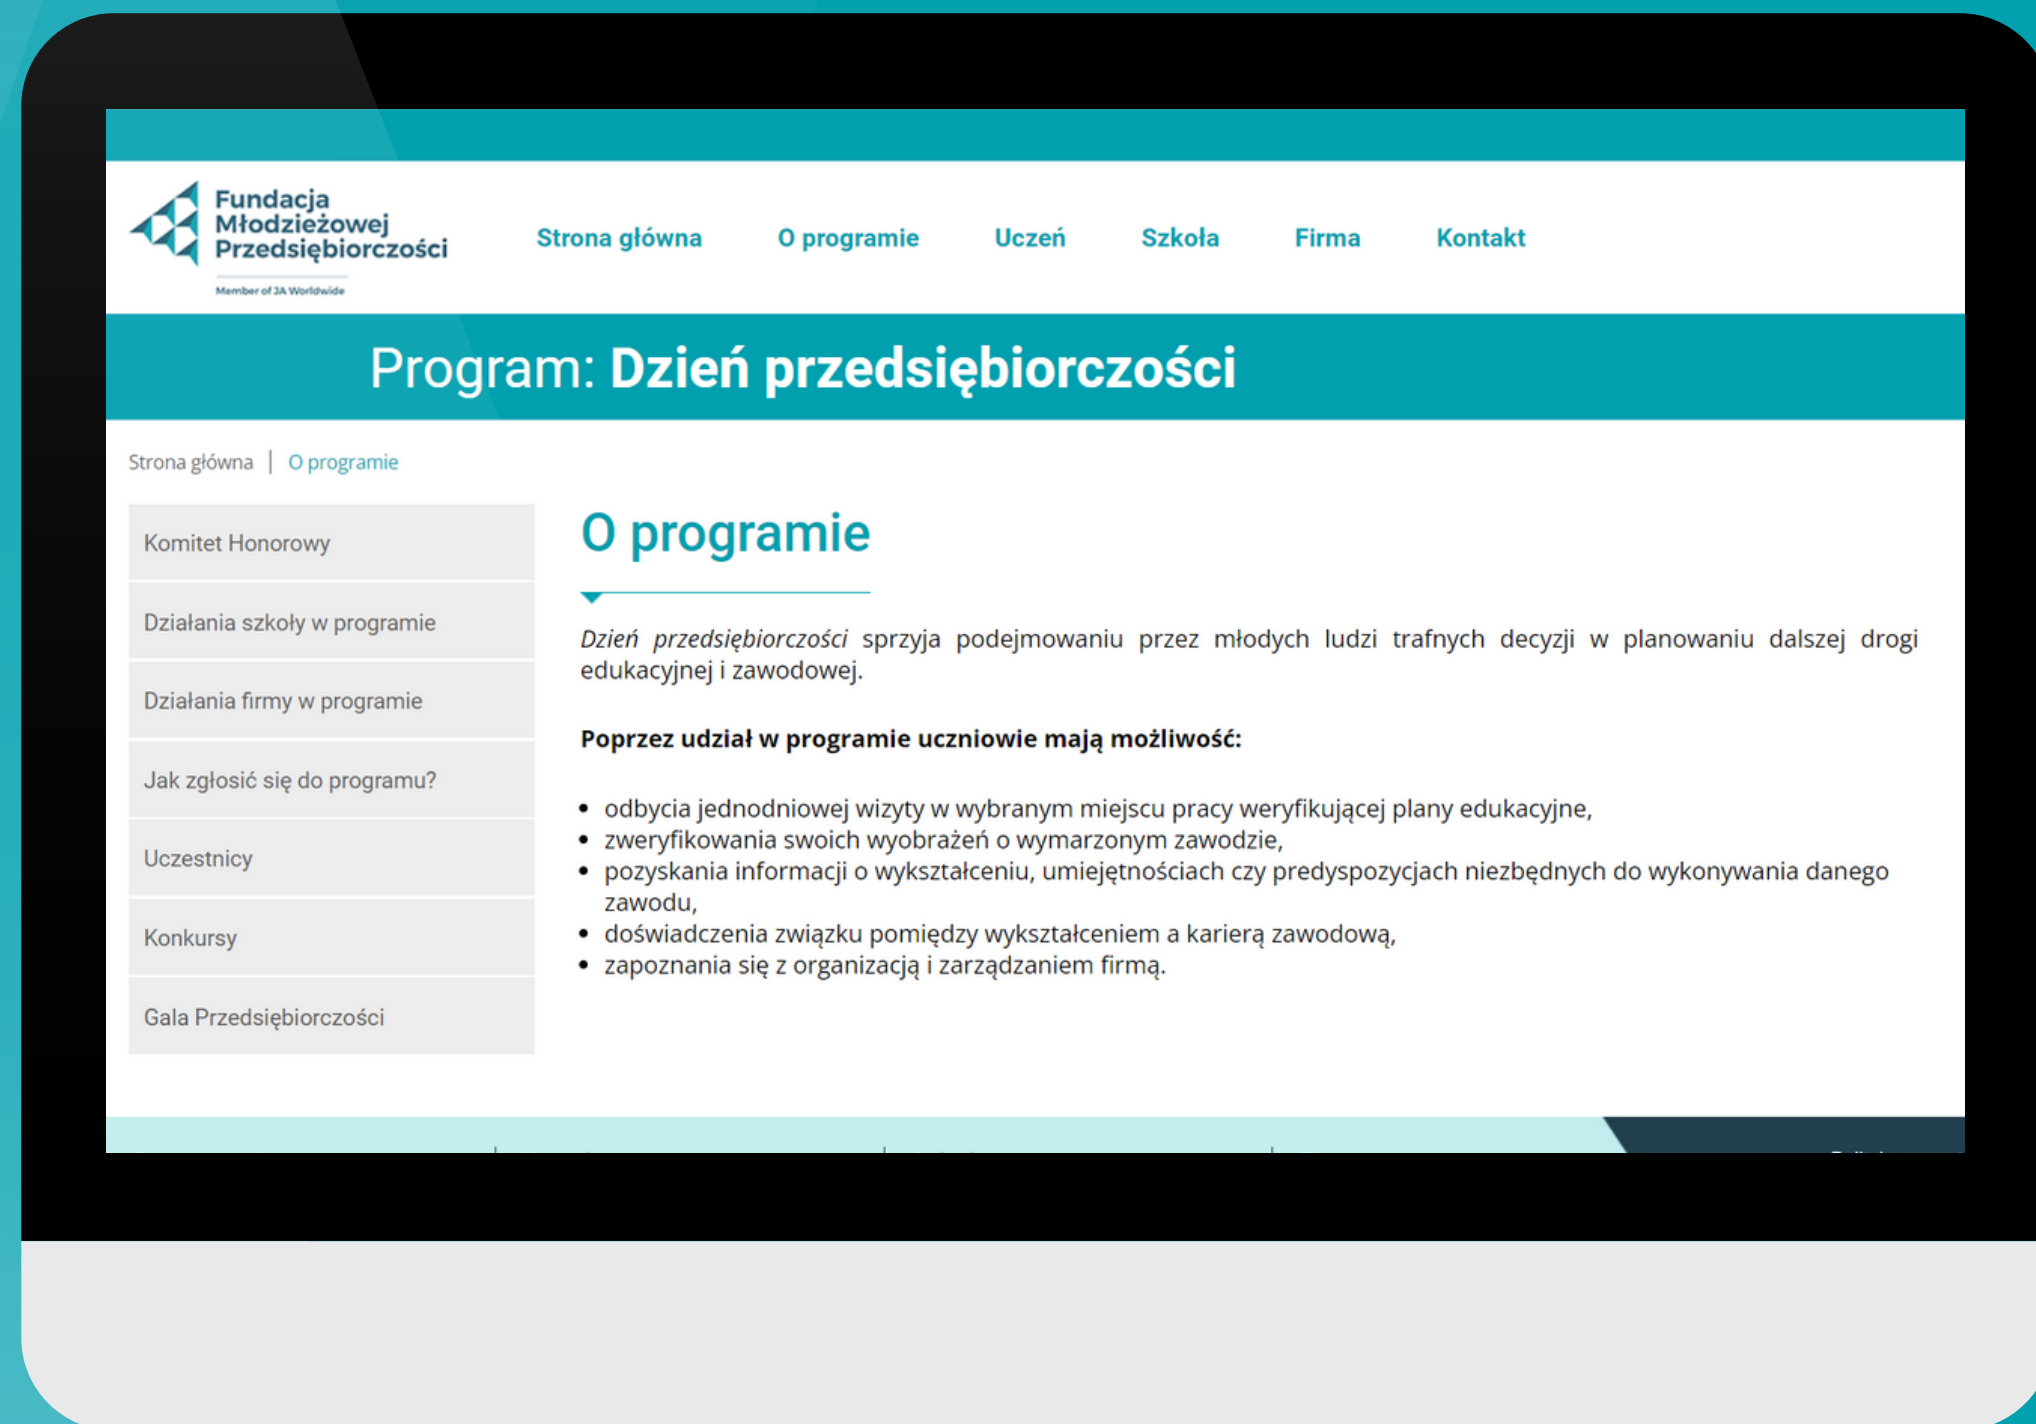 Fundacja
Młodzieżowej
Przedsiębiorczości
Member of JA Worldwide
Strona główna O programie Uczeń Szkoła Firma Kontakt
Program: Dzień przedsiębiorczości
Strona główna | O programie
Komitet Honorowy
Działania szkoły w programie
Działania firmy w programie
Jak zgłosić się do programu?
Uczestnicy
Konkursy
Gala Przedsiębiorczości
O programie
Dzień przedsiębiorczości sprzyja podejmowaniu przez młodych ludzi trafnych decyzji w planowaniu dalszej drogi
edukacyjnej i zawodowej.
Poprzez udział w programie uczniowie mają możliwość:
• odbycia jednodniowej wizyty w wybranym miejscu pracy weryfikującej plany edukacyjne,
• zweryfikowania swoich wyobrażeń o wymarzonym zawodzie,
• pozyskania informacji o wykształceniu, umiejętnościach czy predyspozycjach niezbędnych do wykonywania danego
zawodu,
• doświadczenia związku pomiędzy wykształceniem a karierą zawodową,
• zapoznania się z organizacją i zarządzaniem firmą.